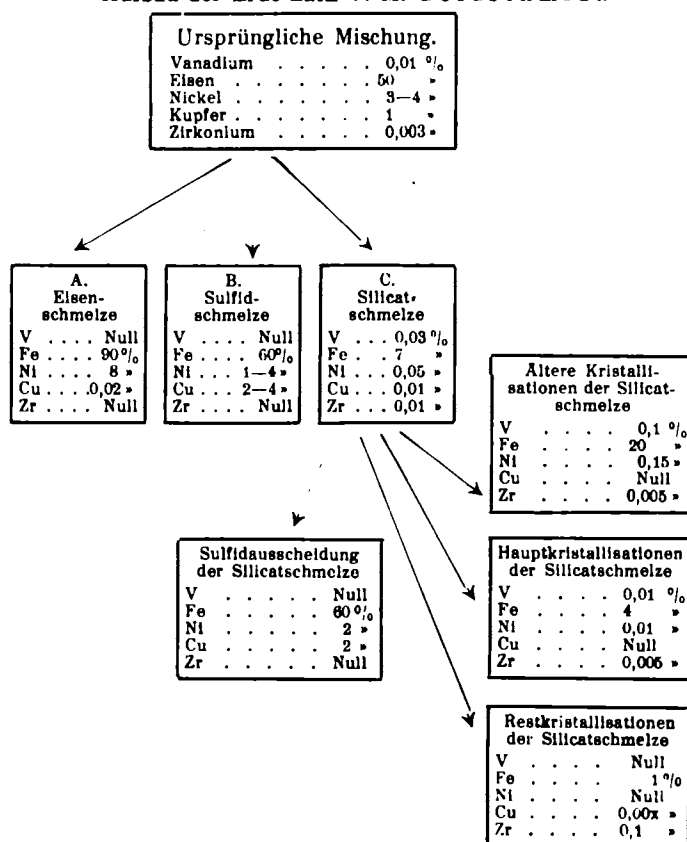 Ursprüngliche Mischung.
Vanadium . . . . . 0,01 %
Eisen . . . . . . . 50 »
Nickel . . . . . . . 3—4 »
Kupfer . . . . . . . 1 »
Zirkonium . . . . . 0,003 »
A.
Eisen-
schmelze
V . . . . Null
Fe . . . . 90%
Ni . . . . 8 »
Cu . . . . 0,02 »
Zr . . . . Null
B.
Sulfid-
schmelze
V . . . . Null
Fe . . . . 60%
Ni . . 1—4 »
Cu . . 2—4 »
Zr . . . . Null
C.
Silicat-
schmelze
V . . . 0,03 %
Fe . . 7 »
Ni . . . 0,05 »
Cu . . . 0,01 »
Zr . . . 0,01 »
Ältere Kristalli-
sationen der Silicat-
schmelze
V . . . . 0,1 %
Fe . . . . 20 »
Ni . . . . 0,15 »
Cu . . . . Null
Zr . . . . 0,005 »
Sulfidausscheidung
der Silicatschmelze
V . . . . . Null
Fe . . . . . 60 %
Ni . . . . . 2 »
Cu . . . . . 2 »
Zr . . . . . Null
Hauptkristallisationen
der Silicatschmelze
V . . . . 0,01 %
Fe . . . . 4 »
Ni . . . . 0,01 »
Cu . . . . Null
Zr . . . . 0,005 »
Restkristallisationen
der Silicatschmelze
V . . . . Null
Fe . . . . 1 %
Ni . . . . Null
Cu . . . . 0,00x »
Zr . . . . 0,1 »